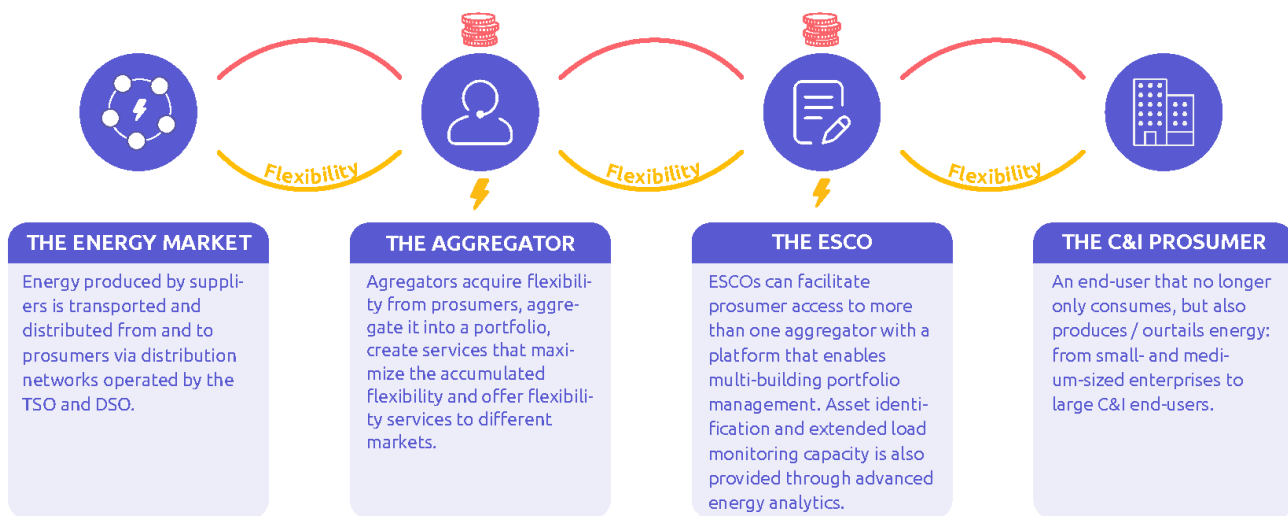 Flexibility
Flexibility
Flexibility
THE ENERGY MARKET
Energy produced by suppli-
ers is transported and
distributed from and to
prosumers via distribution
networks operated by the
TSO and DSO.
THE AGGREGATOR
Agregators acquire flexibili-
ty from prosumers, aggre-
gate it into a portfolio,
create services that maxi-
mize the accumulated
flexibility and offer flexibili-
ty services to different
markets.
THE ESCO
ESCOs can facilitate
prosumer access to more
than one aggregator with a
platform that enables
multi-building portfolio
management. Asset identi-
fication and extended load
monitoring capacity is also
provided through advanced
energy analytics.
THE C&I PROSUMER
An end-user that no longer
only consumes, but also
produces / ourtails energy:
from small- and medi-
um-sized enterprises to
large C&I end-users.